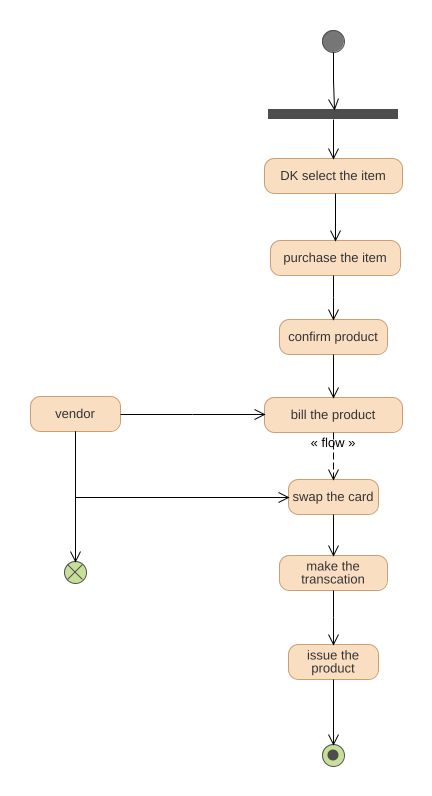 DK select the item
purchase the item
confirm product
vendor
bill the product
« flow »
swap the card
make the
transcation
issue the
product